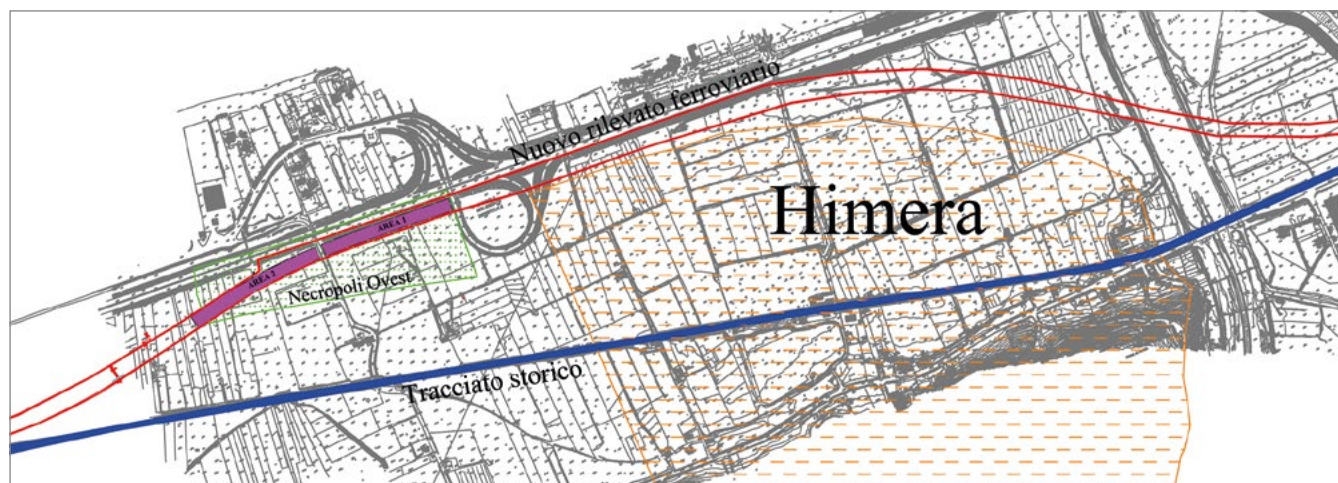 Nuovo rilevato ferroviario
Himera
AREA 1
AREA 2
Necropoli Ovest
Tracciato storico